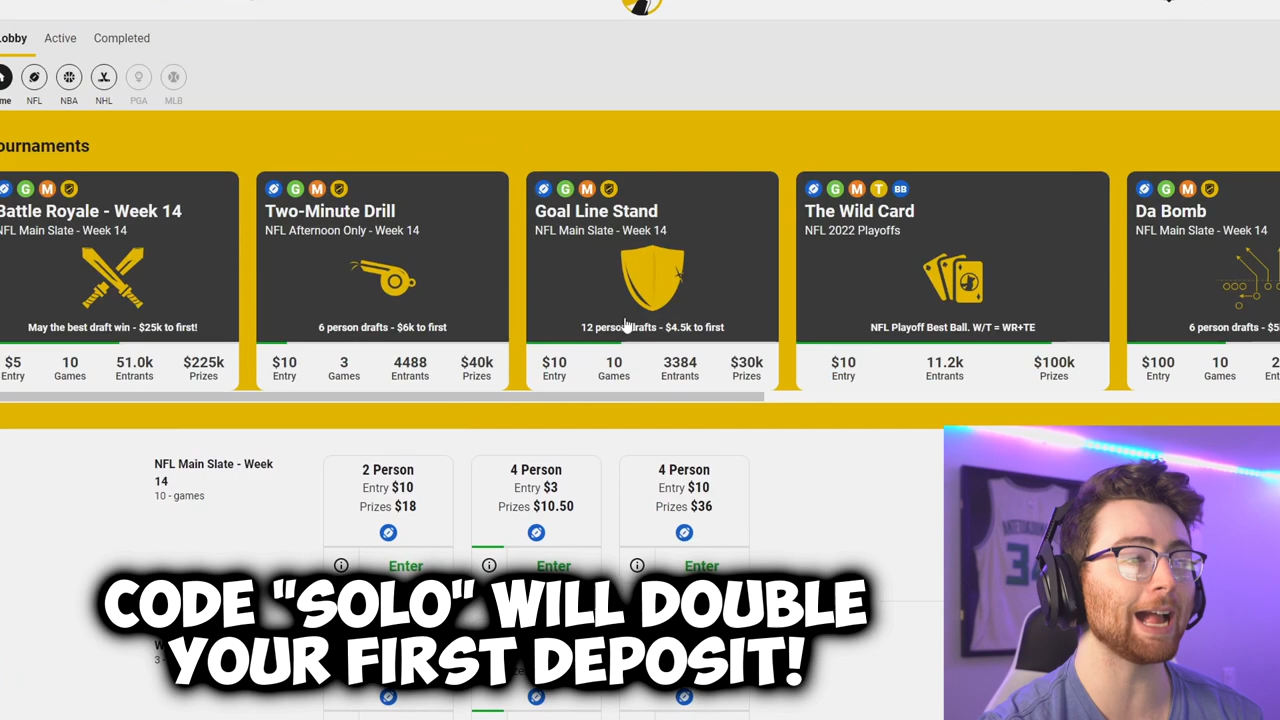 Lobby Active Completed
NFL NBA NHL PGA MLB
Tournaments
G M
Battle Royale - Week 14
NFL Main Slate - Week 14
May the best draft win - $25k to first!
$5 10 51.0k $225k
Entry Games Entrants Prizes
G M
Two-Minute Drill
NFL Afternoon Only - Week 14
6 person drafts - $6k to first
$10 3 4488 $40k
Entry Games Entrants Prizes
G M
Goal Line Stand
NFL Main Slate - Week 14
12 person drafts - $4.5k to first
$10 10 3384 $30k
Entry Games Entrants Prizes
G M T BB
The Wild Card
NFL 2022 Playoffs
NFL Playoff Best Ball. W/T = WR+TE
$10 11.2k $100k
Entry Entrants Prizes
G M
Da Bomb
NFL Main Slate - Week 14
6 person drafts - $5
$100 10 2
Entry Games Ent
NFL Main Slate - Week
14
10 - games
2 Person
Entry $10
Prizes $18
Enter
4 Person
Entry $3
Prizes $10.50
Enter
4 Person
Entry $10
Prizes $36
Enter
CODE "SOLO" WILL DOUBLE
YOUR FIRST DEPOSIT!
34